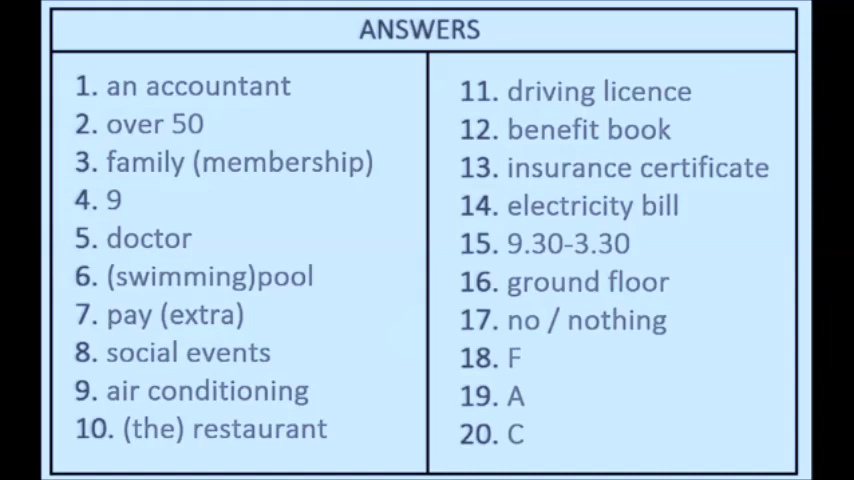 ANSWERS
1. an accountant
2. over 50
3. family (membership)
4. 9
5. doctor
6. (swimming)pool
7. pay (extra)
8. social events
9. air conditioning
10. (the) restaurant
11. driving licence
12. benefit book
13. insurance certificate
14. electricity bill
15. 9.30-3.30
16. ground floor
17. no / nothing
18. F
19. A
20. C